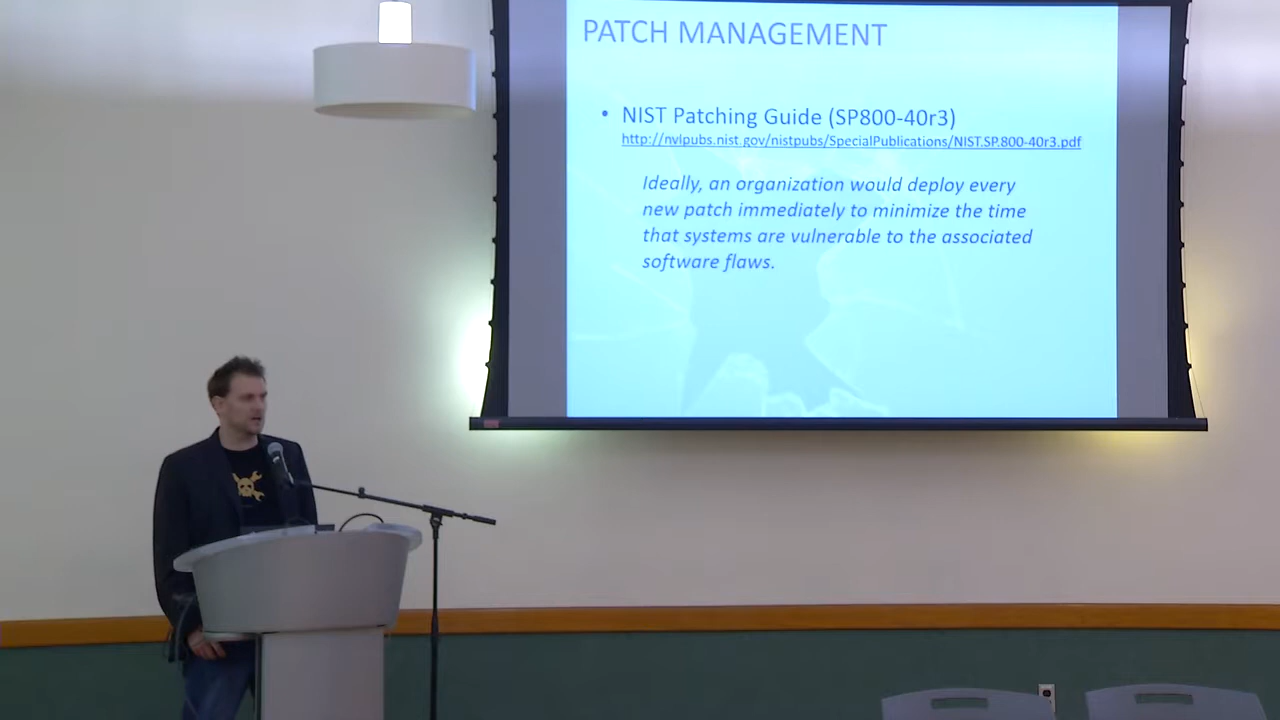 PATCH MANAGEMENT
• NIST Patching Guide (SP800-40r3)
http://nvlpubs.nist.gov/nistpubs/SpecialPublications/NIST.SP.800-40r3.pdf
Ideally, an organization would deploy every
new patch immediately to minimize the time
that systems are vulnerable to the associated
software flaws.